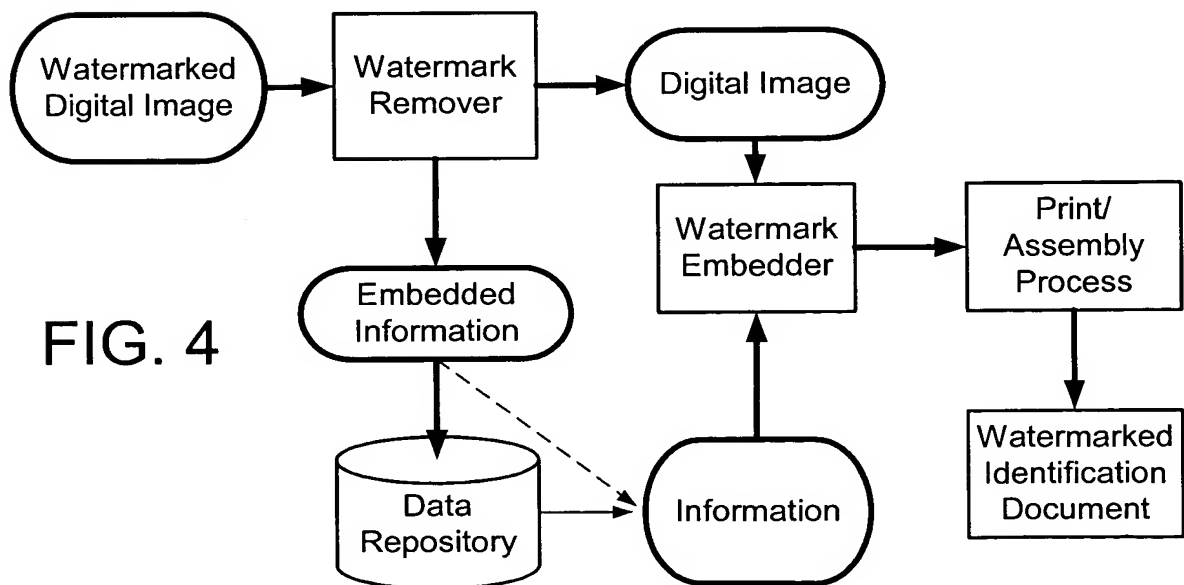 Watermarked
Digital Image
Watermark
Remover
Digital Image
Watermark
Embedder
Print/
Assembly
Process
Embedded
Information
FIG. 4
Data
Repository
Information
Watermarked
Identification
Document